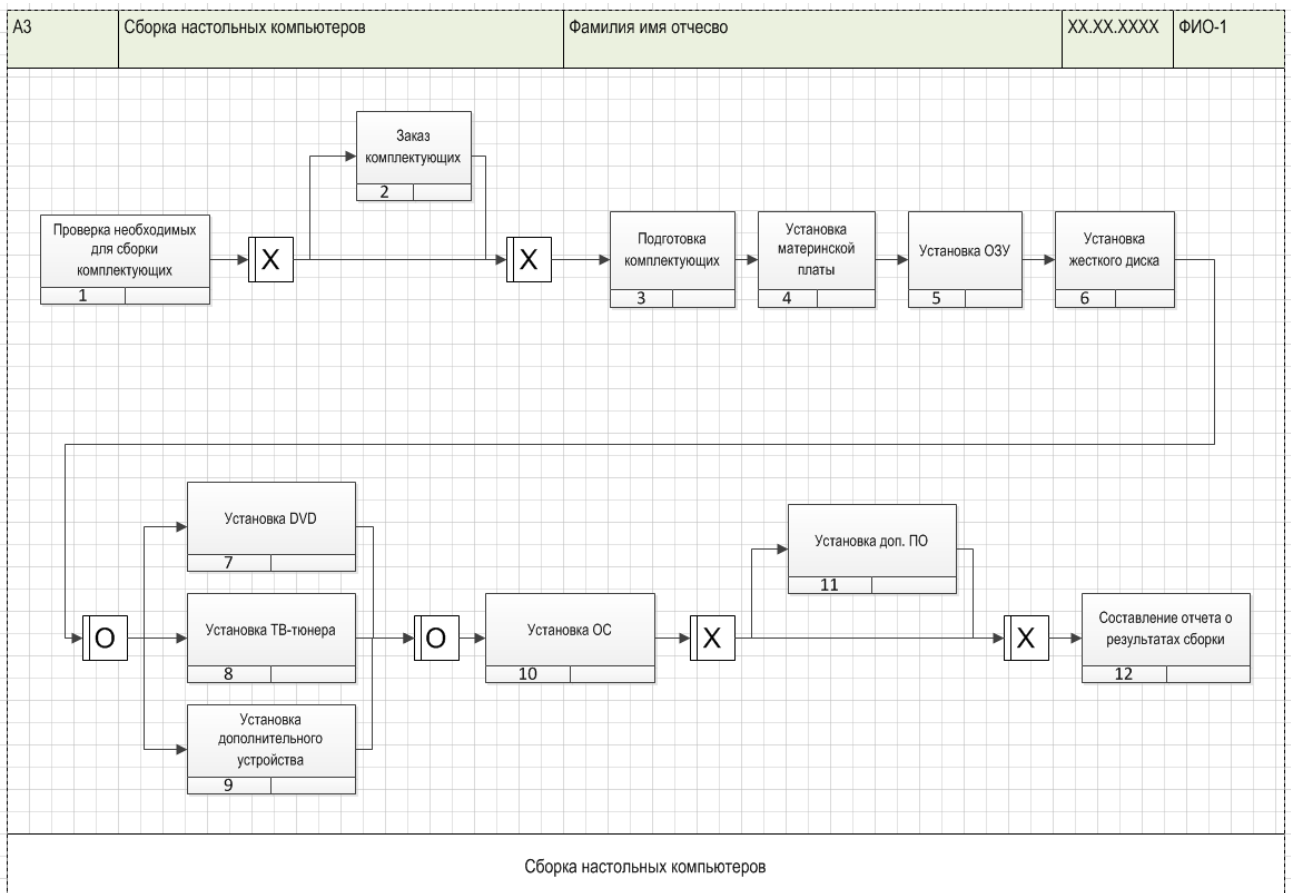 А3
Сборка настольных компьютеров
Фамилия имя отчесво
XX.XX.XXXX
ФИО-1
Заказ
комплектующих
2
Проверка необходимых
для сборки
комплектующих
1
X
X
Подготовка
комплектующих
3
Установка
материнской
платы
4
Установка ОЗУ
5
Установка
жесткого диска
6
O
Установка DVD
7
Установка ТВ-тюнера
8
Установка
дополнительного
устройства
9
O
Установка ОС
10
X
Установка доп. ПО
11
X
Составление отчета о
результатах сборки
12
Сборка настольных компьютеров